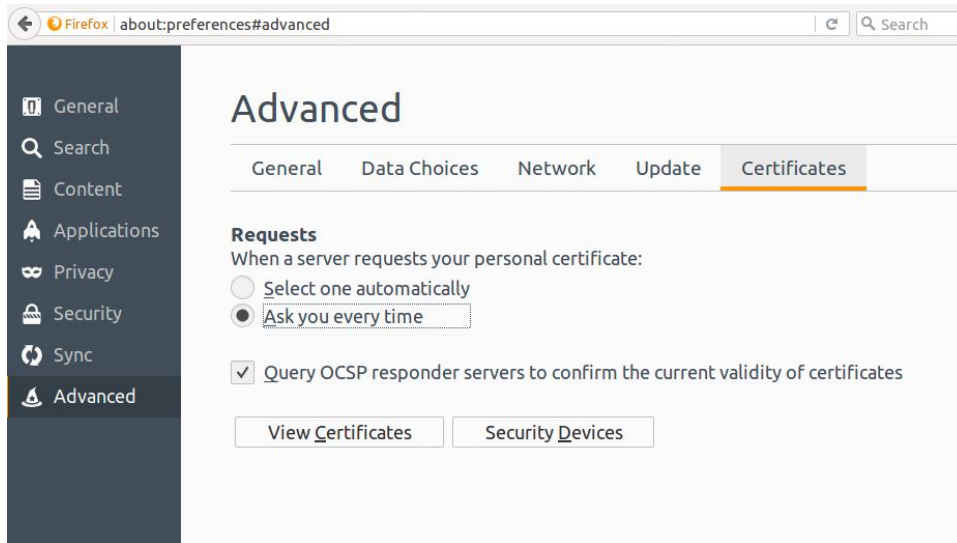 Firefox about:preferences#advanced Search
General
Search
Content
Applications
Privacy
Security
Sync
Advanced
Advanced
General Data Choices Network Update Certificates
Requests
When a server requests your personal certificate:
Select one automatically
Ask you every time
Query OCSP responder servers to confirm the current validity of certificates
View Certificates Security Devices